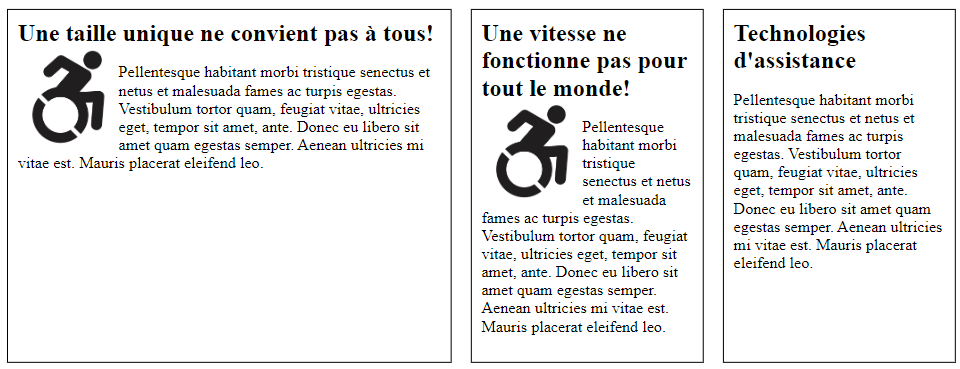 Une taille unique ne convient pas à tous!
Pellentesque habitant morbi tristique senectus et
netus et malesuada fames ac turpis egestas.
Vestibulum tortor quam, feugiat vitae, ultricies
eget, tempor sit amet, ante. Donec eu libero sit
amet quam egestas semper. Aenean ultricies mi
vitae est. Mauris placerat eleifend leo.
Une vitesse ne
fonctionne pas pour
tout le monde!
Pellentesque
habitant morbi
tristique
senectus et netus
et malesuada
fames ac turpis egestas.
Vestibulum tortor quam, feugiat
vitae, ultricies eget, tempor sit
amet, ante. Donec eu libero sit
amet quam egestas semper.
Aenean ultricies mi vitae est.
Mauris placerat eleifend leo.
Technologies
d'assistance
Pellentesque habitant morbi
tristique senectus et netus et
malesuada fames ac turpis
egestas. Vestibulum tortor
quam, feugiat vitae, ultricies
eget, tempor sit amet, ante.
Donec eu libero sit amet quam
egestas semper. Aenean ultricies
mi vitae est. Mauris placerat
eleifend leo.